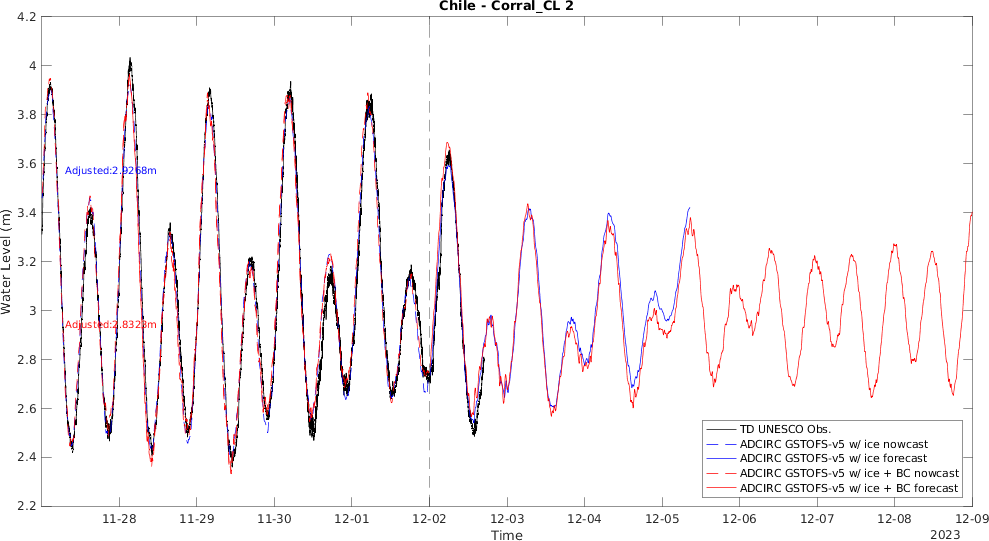 Chile - Corral_CL 2
4.2
4
3.8
3.6
3.4
3.2
3
2.8
2.6
2.4
2.2
Water Level (m)
Adjusted:2.9268m
Adjusted:2.8323m
TD UNESCO Obs.
ADCIRC GSTOFS-v5 w/ ice nowcast
ADCIRC GSTOFS-v5 w/ ice forecast
ADCIRC GSTOFS-v5 w/ ice + BC nowcast
ADCIRC GSTOFS-v5 w/ ice + BC forecast
11-28 11-29 11-30 12-01 12-02 12-03 12-04 12-05 12-06 12-07 12-08 12-09
Time
2023